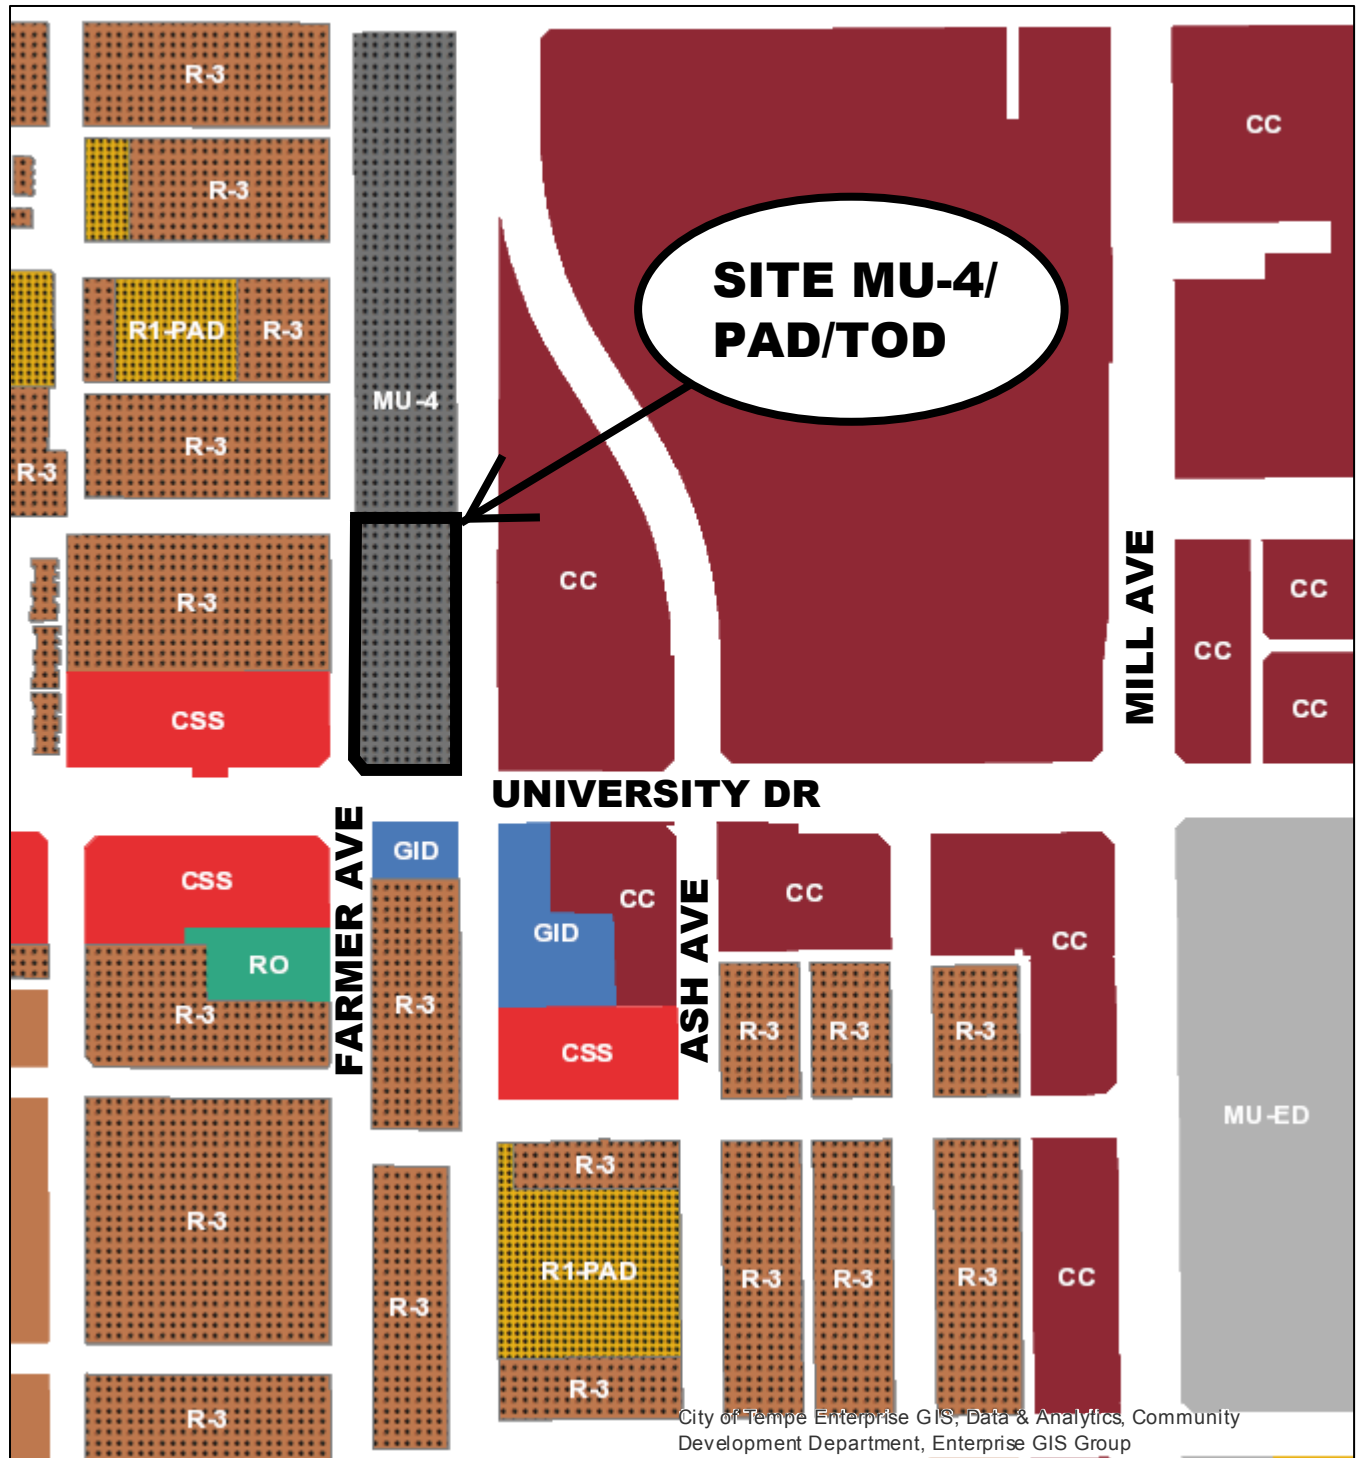 R-3
CC
R-3
SITE MU-4/
PAD/TOD
R1-PAD
R-3
MU-4
R-3
R-3
CC
CC
R-3
CC
CC
CSS
MILL AVE
UNIVERSITY DR
GID
CSS
CC
CC
GID
CC
RO
FARMER AVE
R-3
R-3
ASH AVE
R-3
R-3
R-3
CSS
MU-ED
R-3
R-3
R1-PAD
R-3
R-3
R-3
CC
R-3
R-3
R-3
City of Tempe Enterprise GIS, Data & Analytics, Community
Development Department, Enterprise GIS Group